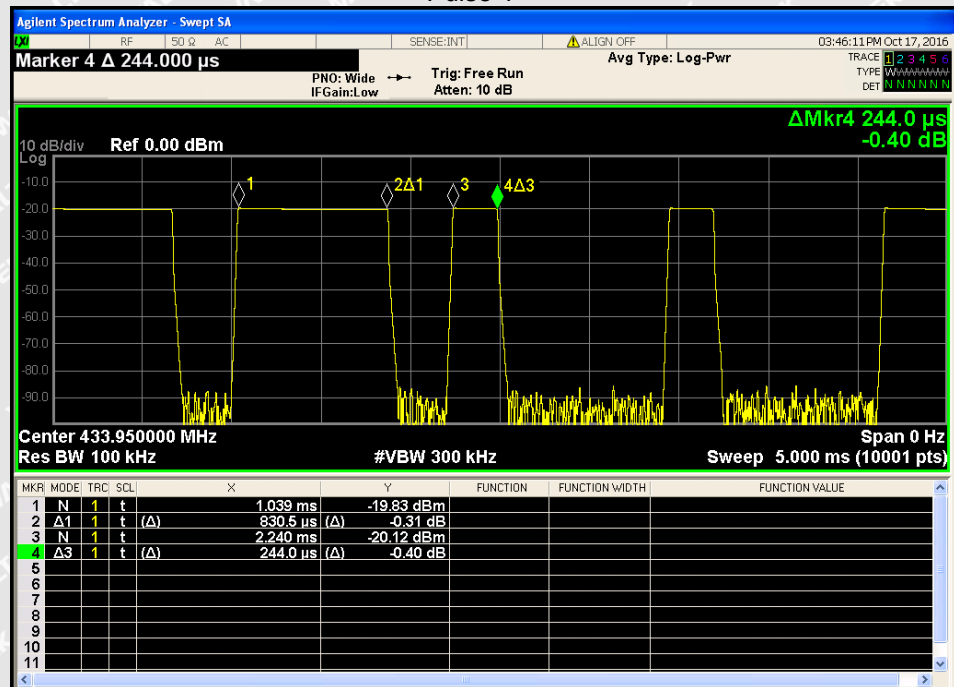 Agilent Spectrum Analyzer - Swept SA
LXI RF 50 Ω AC SENSE:INT ALIGN OFF 03:46:11 PM Oct 17, 2016
Marker 4 Δ 244.000 µs
PNO: Wide
IFGain:Low
Trig: Free Run
Atten: 10 dB
Avg Type: Log-Pwr
TRACE 1 2 3 4 5 6
TYPE W
DET N N N N N N
ΔMkr4 244.0 µs
-0.40 dB
10 dB/div Ref 0.00 dBm
Log
-10.0
-20.0
-30.0
-40.0
-50.0
-60.0
-70.0
-80.0
-90.0
1 2Δ1 3 4Δ3
Center 433.950000 MHz Span 0 Hz
Res BW 100 kHz #VBW 300 kHz Sweep 5.000 ms (10001 pts)
MKR MODE TRC SCL X Y FUNCTION FUNCTION WIDTH FUNCTION VALUE
1 N 1 t 1.039 ms -19.83 dBm
2 Δ1 1 t (Δ) 830.5 µs (Δ) -0.31 dB
3 N 1 t 2.240 ms -20.12 dBm
4 Δ3 1 t (Δ) 244.0 µs (Δ) -0.40 dB
5
6
7
8
9
10
11